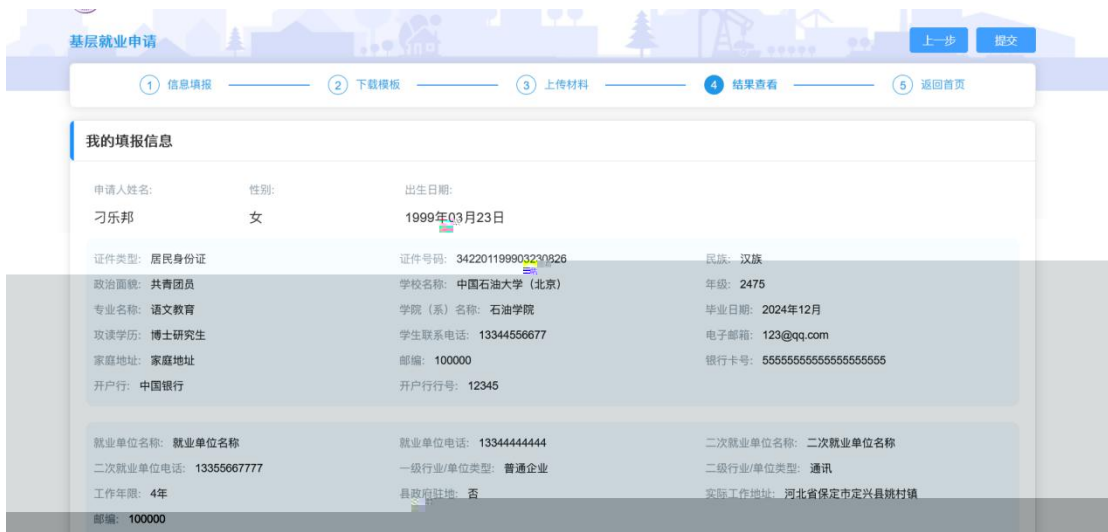 基层就业申请
上一步 提交
1 信息填报 2 下载模板 3 上传材料 4 结果查看 5 返回首页
我的填报信息
申请人姓名: 性别: 出生日期:
刁乐邦 女 1999年03月23日
证件类型: 居民身份证 证件号码: 342201199903230826 民族: 汉族
政治面貌: 共青团员 学校名称: 中国石油大学（北京） 年级: 2475
专业名称: 语文教育 学院（系）名称: 石油学院 毕业日期: 2024年12月
攻读学历: 博士研究生 学生联系电话: 13344556677 电子邮箱: 123@qq.com
家庭地址: 家庭地址 邮编: 100000 银行卡号: 55555555555555555555
开户行: 中国银行 开户行行号: 12345
就业单位名称: 就业单位名称 就业单位电话: 13344444444 二次就业单位名称: 二次就业单位名称
二次就业单位电话: 13355667777 一级行业/单位类型: 普通企业 二级行业/单位类型: 通讯
工作年限: 4年 县政府驻地: 否 实际工作地址: 河北省保定市定兴县姚村镇
邮编: 100000